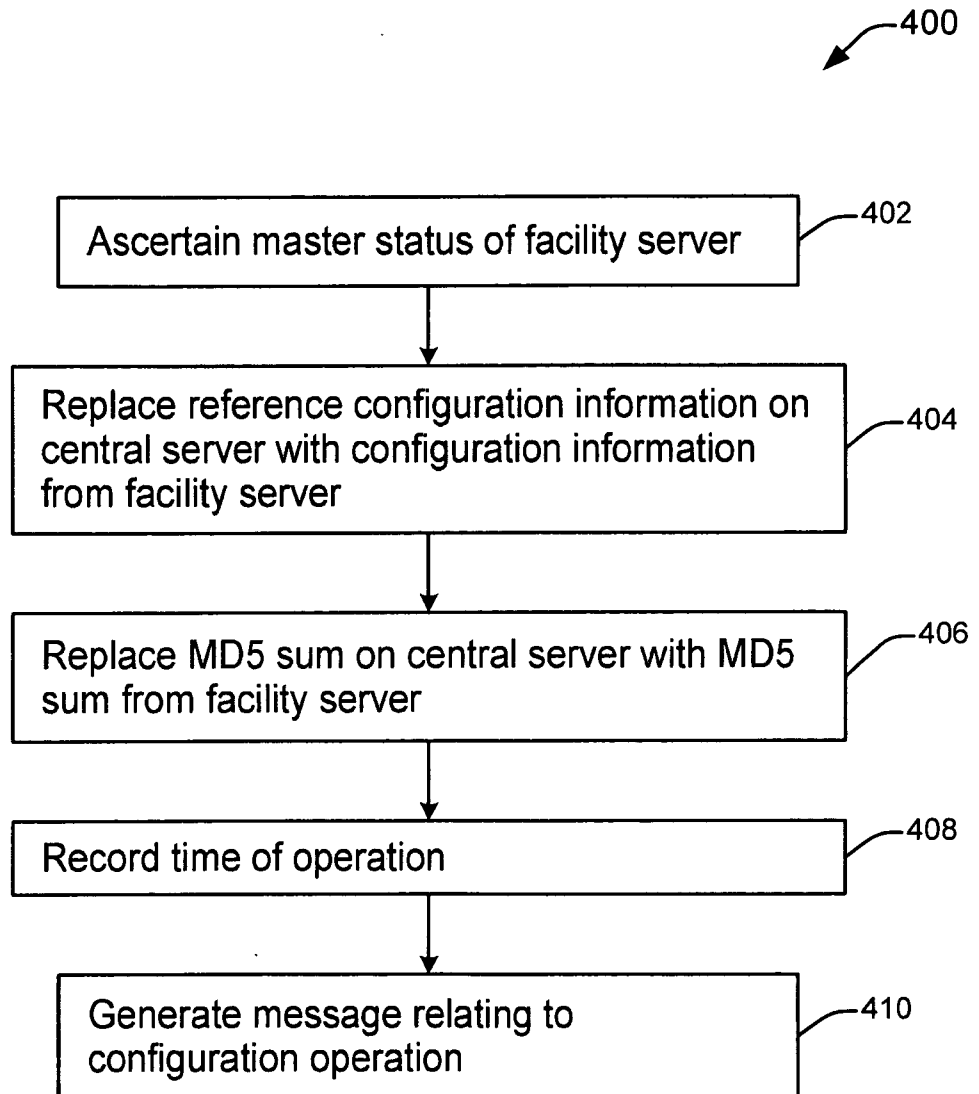 400
Ascertain master status of facility server
402
Replace reference configuration information on
central server with configuration information
from facility server
404
Replace MD5 sum on central server with MD5
sum from facility server
406
Record time of operation
408
Generate message relating to
configuration operation
410